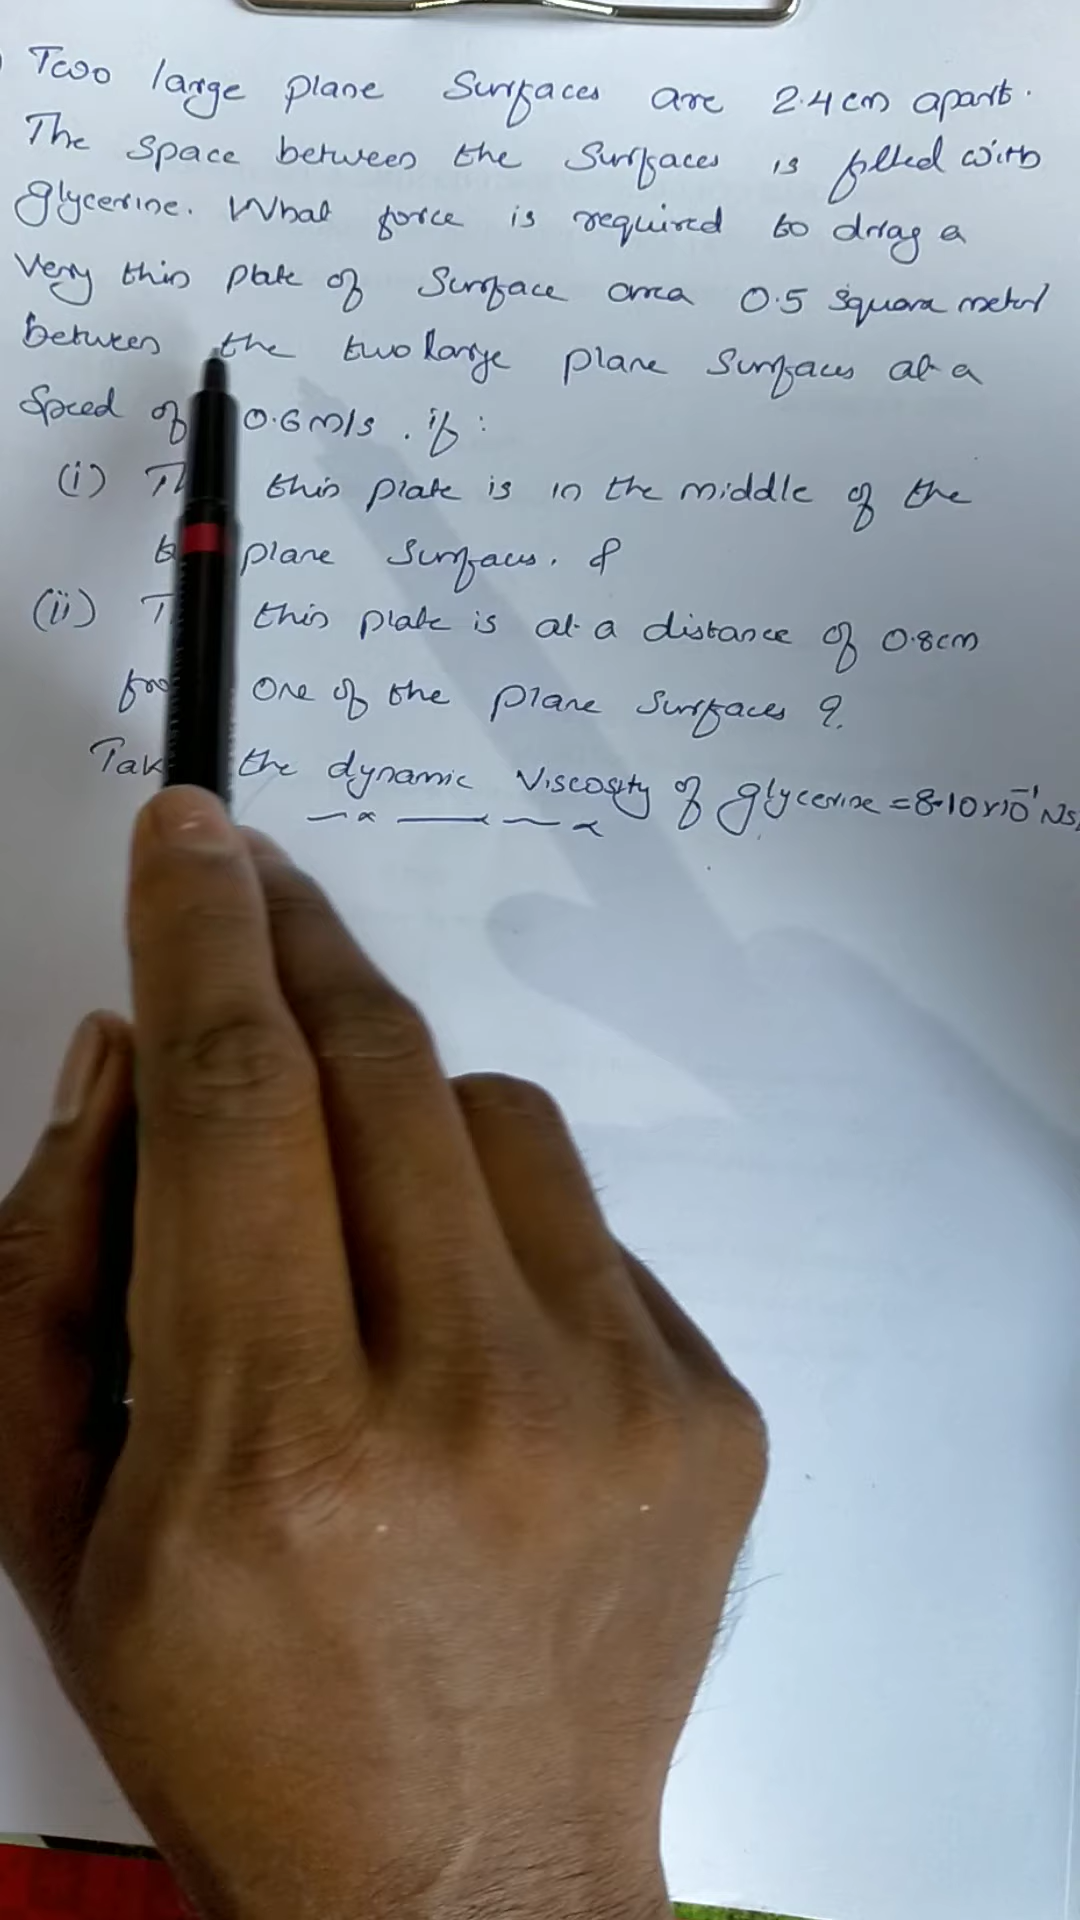 Two large plane Surfaces are 2.4 cm apart.
The Space between the Surfaces is filled with
glycerine. What force is required to drag a
Very thin plate of Surface area 0.5 Square meter
between the two large plane Surfaces at a
Speed of 0.6 m/s. if:
(i) thin plate is in the middle of the
plane Surfaces. &
(ii) thin plate is at a distance of 0.8cm
One of the plane Surfaces ?
the dynamic Viscosity of glycerine = 8.10 x 10⁻¹ Ns